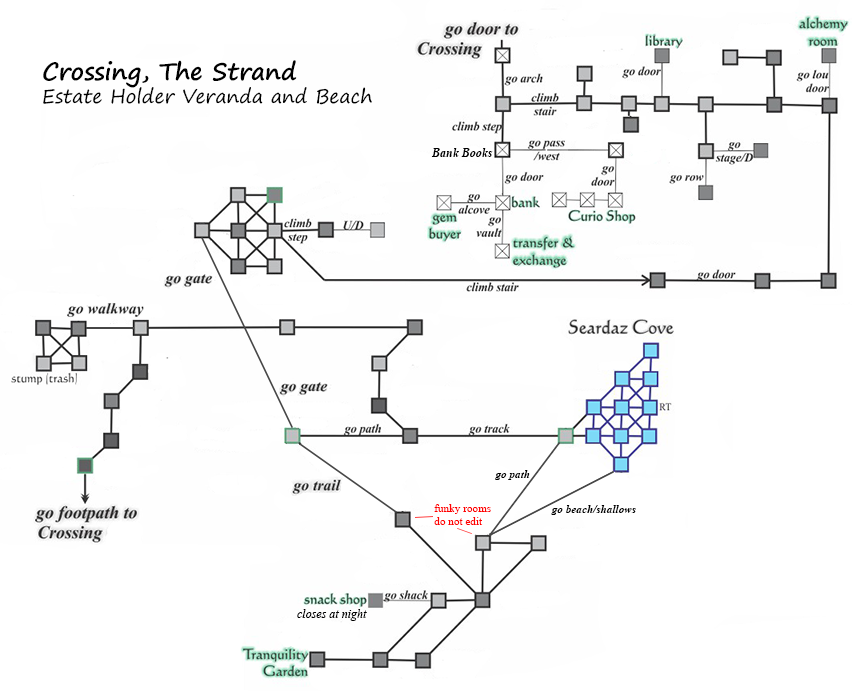 Crossing, The Strand
Estate Holder Veranda and Beach
go door to
Crossing
go arch
climb
stair
climb step
Bank Books
go pass
/west
go door
go
door
go
alcove
bank
gem
buyer
go
vault
Curio Shop
transfer &
exchange
library
go door
alchemy
room
go lou
door
go
stage/D
go row
climb
step
U/D
go gate
climb stair
go door
go walkway
stump [trash]
go footpath to
Crossing
go gate
go path
go track
Seardaz Cove
RT
go path
go beach/shallows
go trail
funky rooms
do not edit
snack shop
go shack
closes at night
Tranquility
Garden